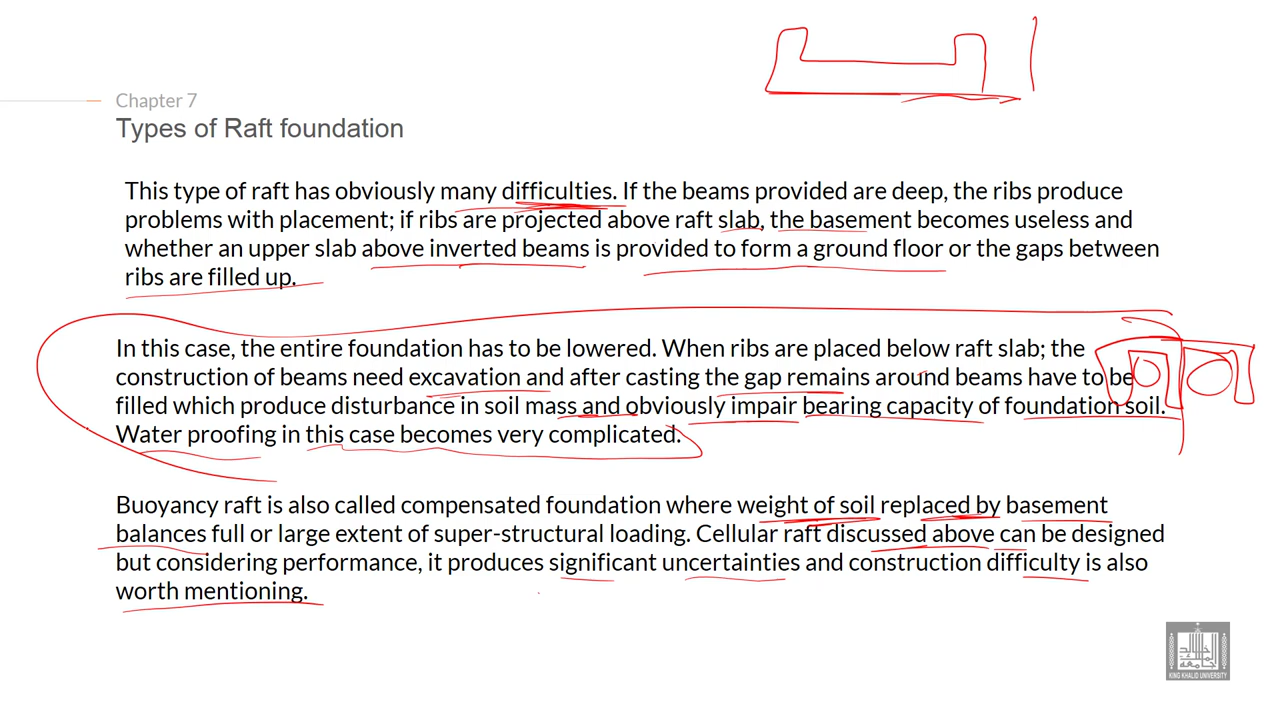 Chapter 7
Types of Raft foundation
This type of raft has obviously many difficulties. If the beams provided are deep, the ribs produce
problems with placement; if ribs are projected above raft slab, the basement becomes useless and
whether an upper slab above inverted beams is provided to form a ground floor or the gaps between
ribs are filled up.
In this case, the entire foundation has to be lowered. When ribs are placed below raft slab; the
construction of beams need excavation and after casting the gap remains around beams have to be
filled which produce disturbance in soil mass and obviously impair bearing capacity of foundation soil.
Water proofing in this case becomes very complicated.
Buoyancy raft is also called compensated foundation where weight of soil replaced by basement
balances full or large extent of super-structural loading. Cellular raft discussed above can be designed
but considering performance, it produces significant uncertainties and construction difficulty is also
worth mentioning.
KING KHALID UNIVERSITY